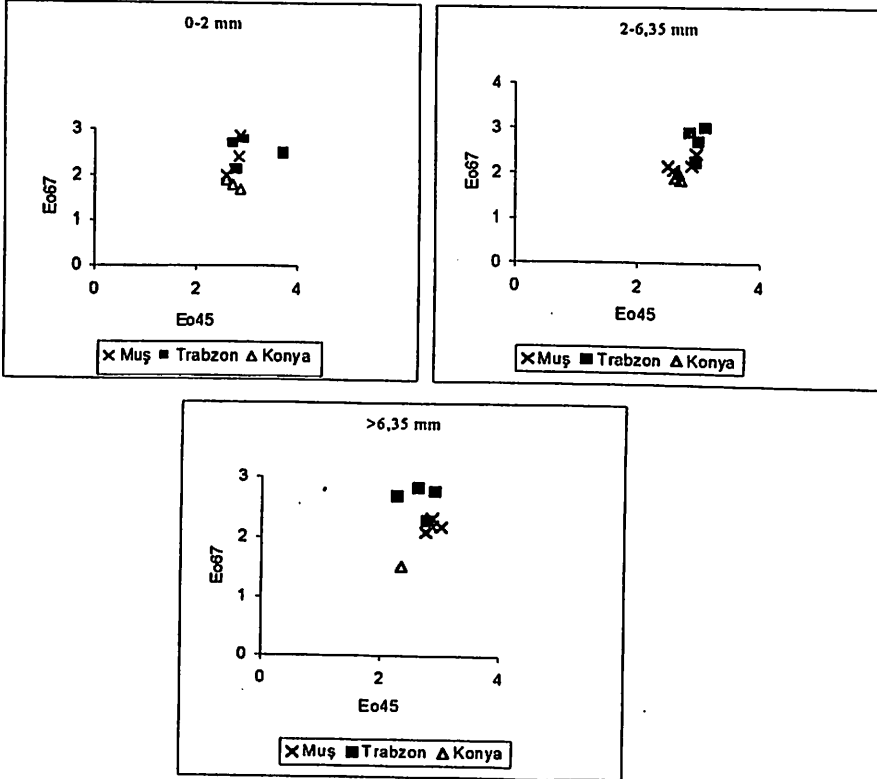 0-2 mm
3
2
1
0
Eo67
0 2 4
Eo45
Muş Trabzon Konya
2-6,35 mm
4
3
2
1
0
Eo67
0 2 4
Eo45
Muş Trabzon Konya
>6,35 mm
3
2
1
0
Eo67
0 2 4
Eo45
Muş Trabzon Konya